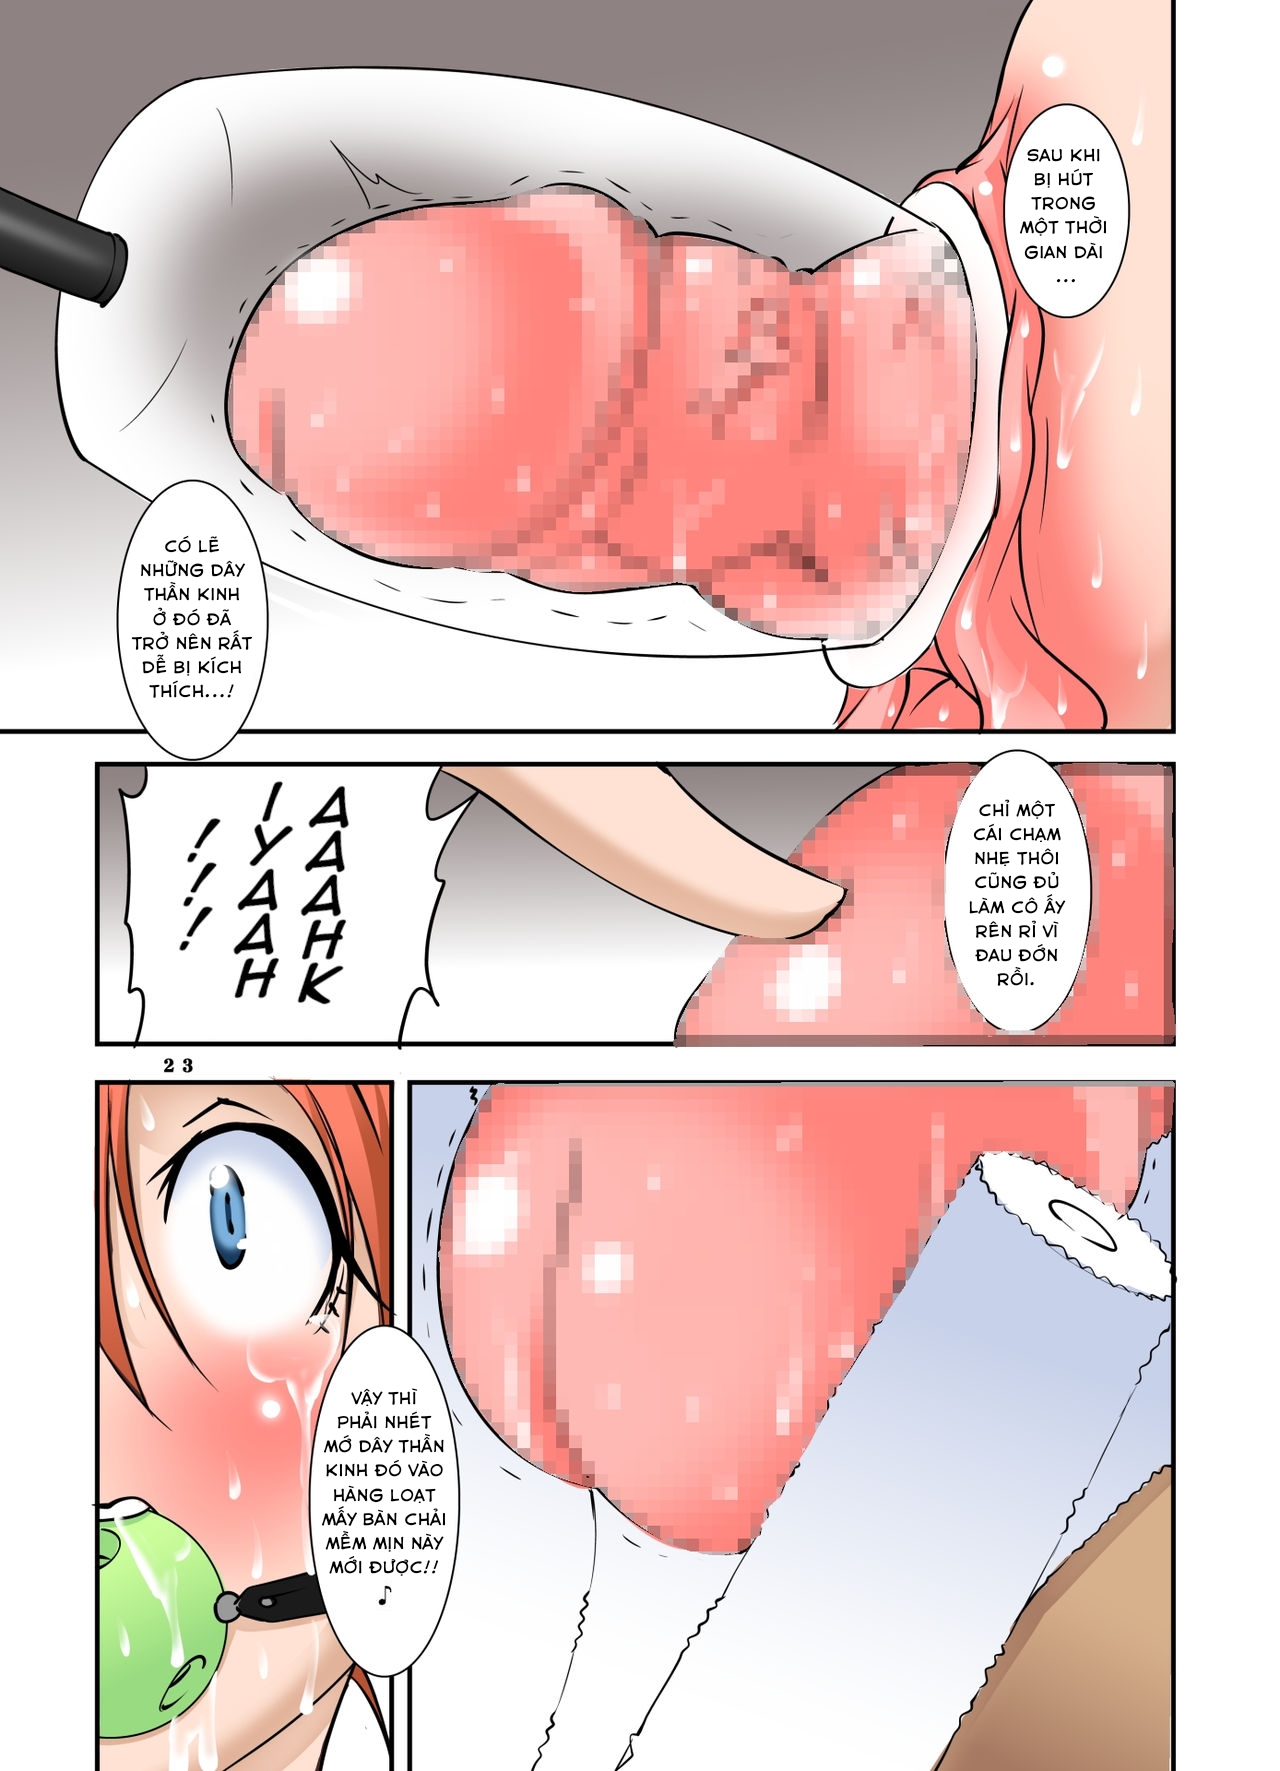 SAU KHI
BỊ HÚT
TRONG
MỘT THỜI
GIAN DÀI
...
CÓ LẼ
NHỮNG DÂY
THẦN KINH
Ở ĐÓ ĐÃ
TRỞ NÊN RẤT
DỄ BỊ KÍCH
THÍCH...!
CHỈ MỘT
CÁI CHẠM
NHẸ THÔI
CŨNG ĐỦ
LÀM CÔ ẤY
RÊN RỈ VÌ
ĐAU ĐỚN
RỒI.
AAAHK
IYAAH
!!!
23
VẬY THÌ
PHẢI NHÉT
MỚ DÂY THẦN
KINH ĐÓ VÀO
HÀNG LOẠT
MẤY BÀN CHẢI
MỀM MỊN NÀY
MỚI ĐƯỢC!!
♪